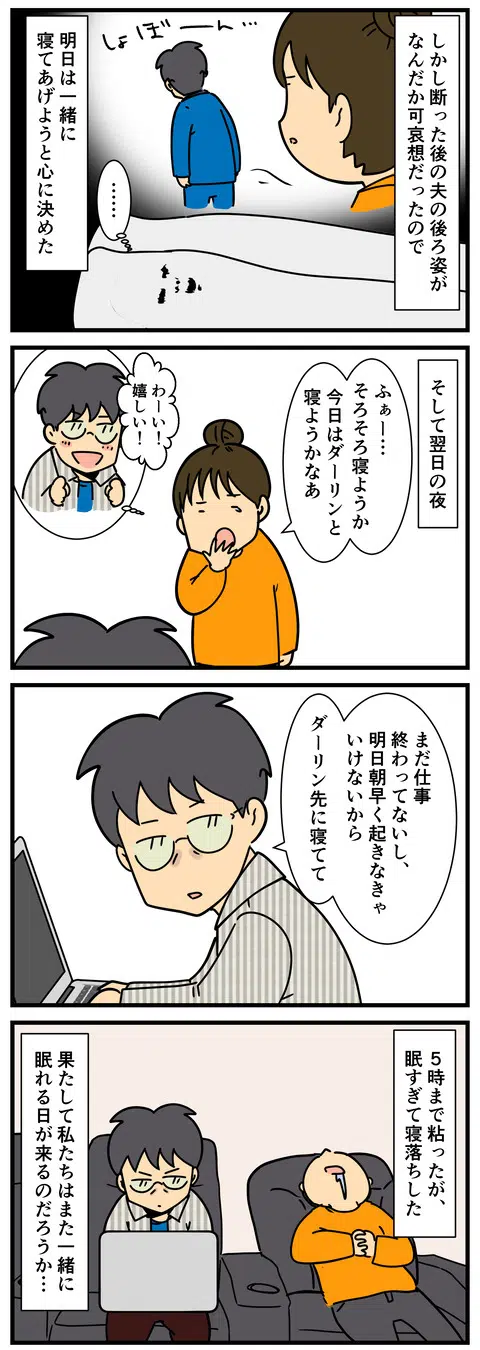 しかし断った後の夫の後ろ姿が
なんだか可哀想だったので
しょぼーん…
明日は一緒に
寝てあげようと心に決めた
……
そして翌日の夜
ふぁー…
そろそろ寝ようか
今日はダーリンと
寝ようかなあ
わーい！
嬉しい！
まだ仕事
終わってないし、
明日朝早く起きなきゃ
いけないから
ダーリン先に寝てて
5時まで粘ったが、
眠すぎて寝落ちした
果たして私たちはまた一緒に
眠れる日が来るのだろうか…